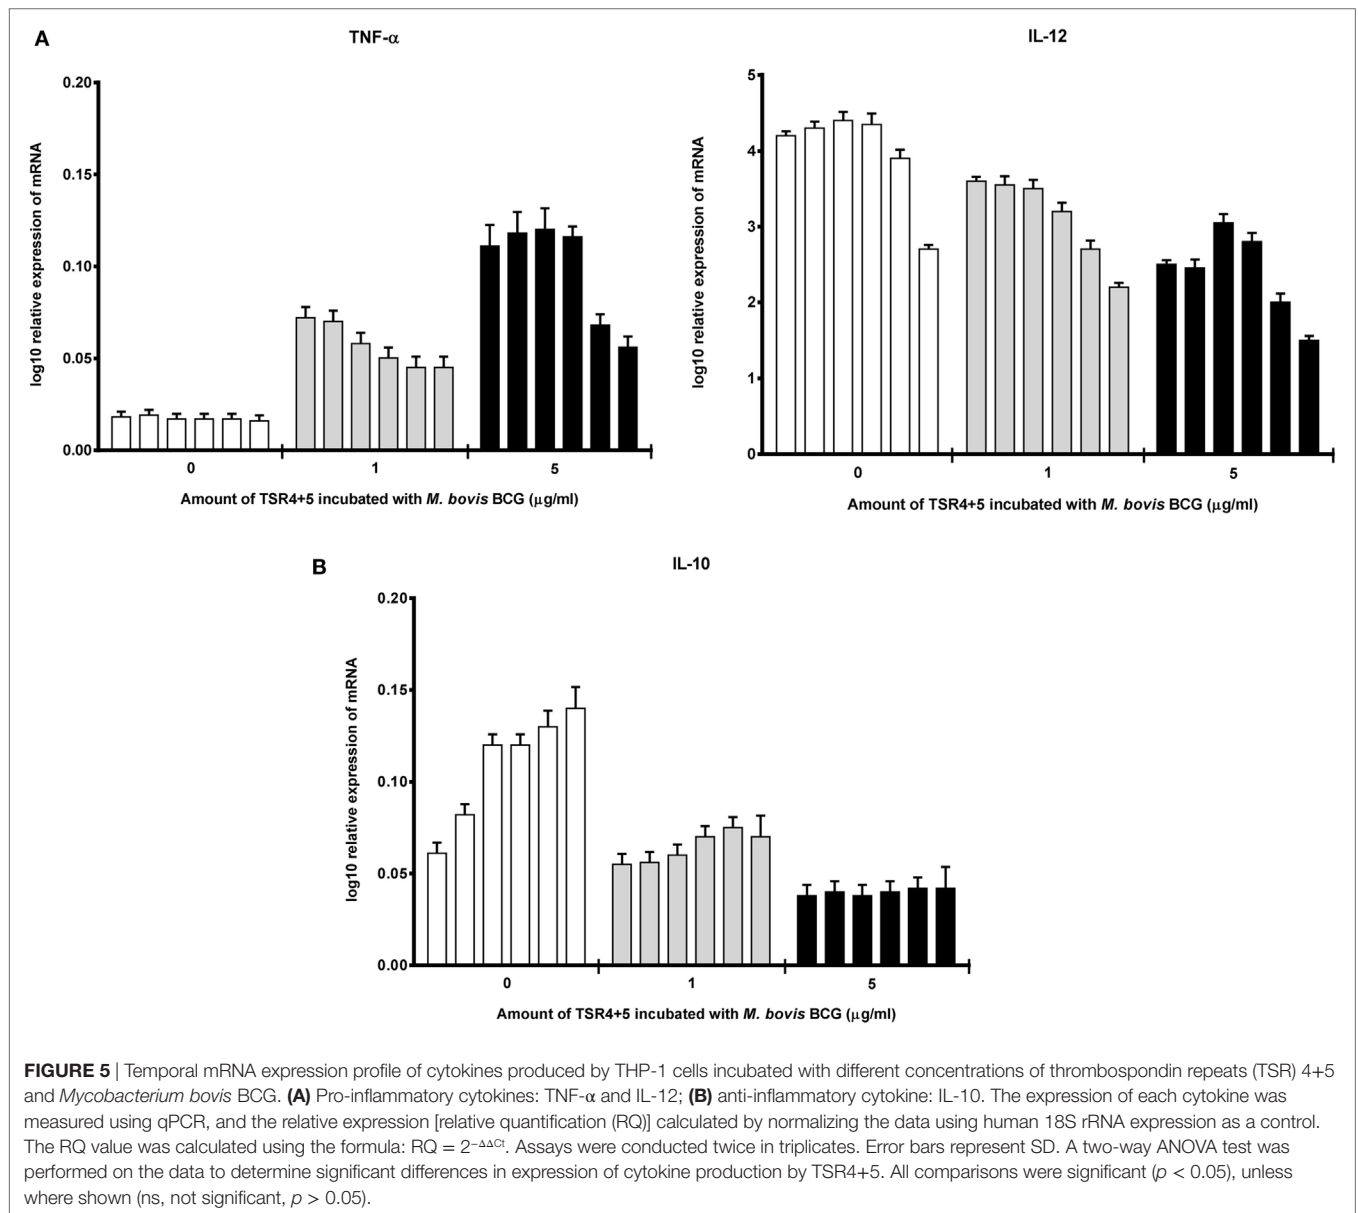 A
TNF-α
log10 relative expression of mRNA
0.20
0.15
0.10
0.05
0.00
0 1 5
Amount of TSR4+5 incubated with M. bovis BCG (μg/ml)
IL-12
log10 relative expression of mRNA
5
4
3
2
1
0
0 1 5
Amount of TSR4+5 incubated with M. bovis BCG (μg/ml)
B
IL-10
log10 relative expression of mRNA
0.20
0.15
0.10
0.05
0.00
0 1 5
Amount of TSR4+5 incubated with M. bovis BCG (μg/ml)
FIGURE 5 | Temporal mRNA expression profile of cytokines produced by THP-1 cells incubated with different concentrations of thrombospondin repeats (TSR) 4+5
and Mycobacterium bovis BCG. (A) Pro-inflammatory cytokines: TNF-α and IL-12; (B) anti-inflammatory cytokine: IL-10. The expression of each cytokine was
measured using qPCR, and the relative expression [relative quantification (RQ)] calculated by normalizing the data using human 18S rRNA expression as a control.
The RQ value was calculated using the formula: RQ = 2−ΔΔCt. Assays were conducted twice in triplicates. Error bars represent SD. A two-way ANOVA test was
performed on the data to determine significant differences in expression of cytokine production by TSR4+5. All comparisons were significant (p < 0.05), unless
where shown (ns, not significant, p > 0.05).